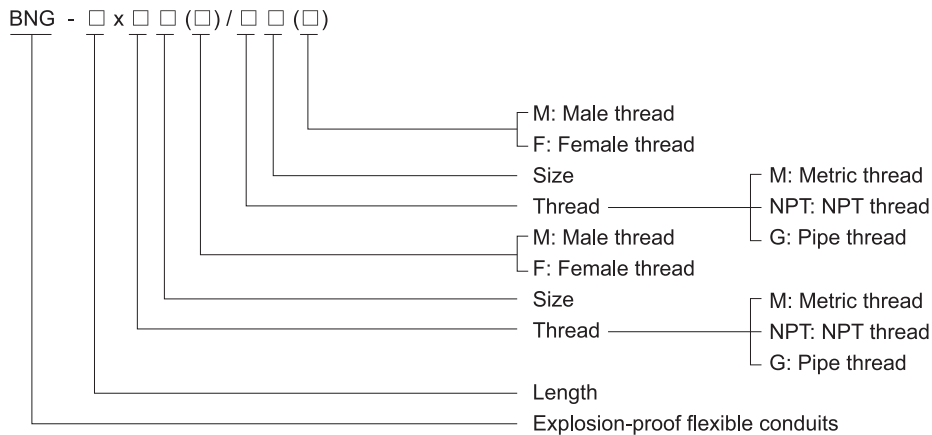 BNG - □ x □ □ (□) / □ □ (□)
M: Male thread
F: Female thread
Size
M: Metric thread
Thread
NPT: NPT thread
G: Pipe thread
M: Male thread
F: Female thread
Size
M: Metric thread
Thread
NPT: NPT thread
G: Pipe thread
Length
Explosion-proof flexible conduits